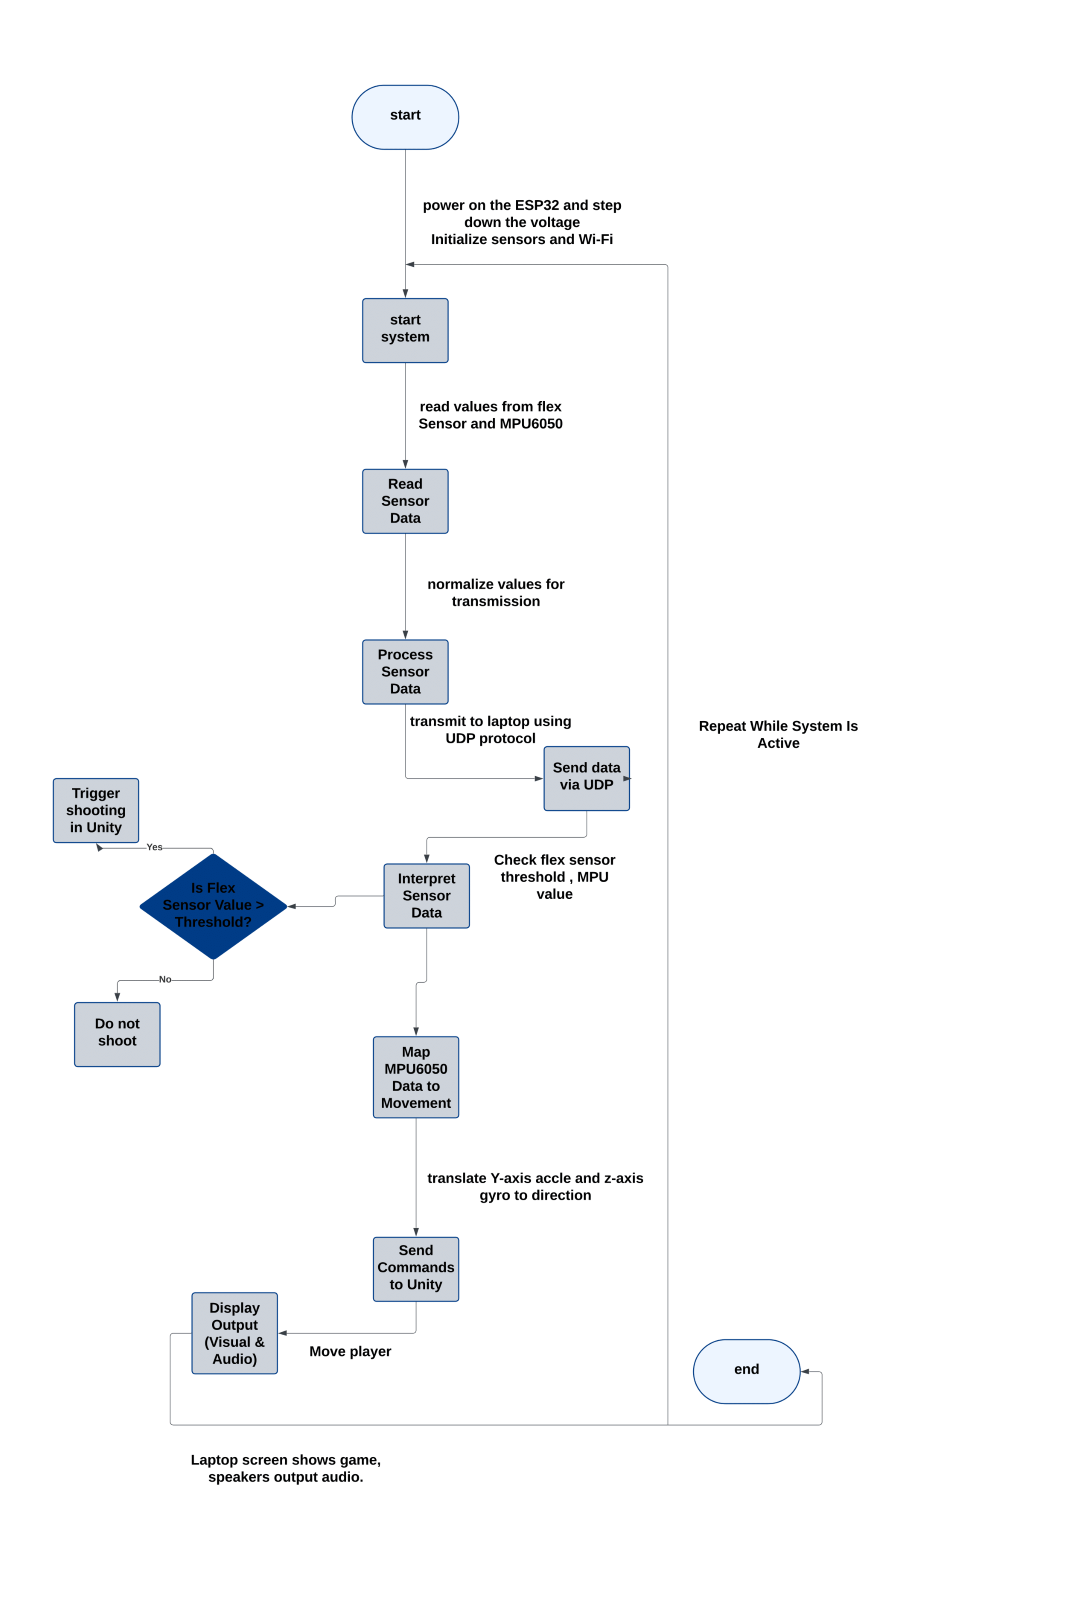 start
power on the ESP32 and step
down the voltage
Initialize sensors and Wi-Fi
start
system
read values from flex
Sensor and MPU6050
Read
Sensor
Data
normalize values for
transmission
Process
Sensor
Data
transmit to laptop using
UDP protocol
Repeat While System Is
Active
Send data
via UDP
Trigger
shooting
in Unity
Yes
Check flex sensor
threshold , MPU
value
Interpret
Sensor
Data
Is Flex
Sensor Value >
Threshold?
No
Do not
shoot
Map
MPU6050
Data to
Movement
translate Y-axis accle and z-axis
gyro to direction
Send
Commands
to Unity
Display
Output
(Visual &
Audio)
Move player
end
Laptop screen shows game,
speakers output audio.